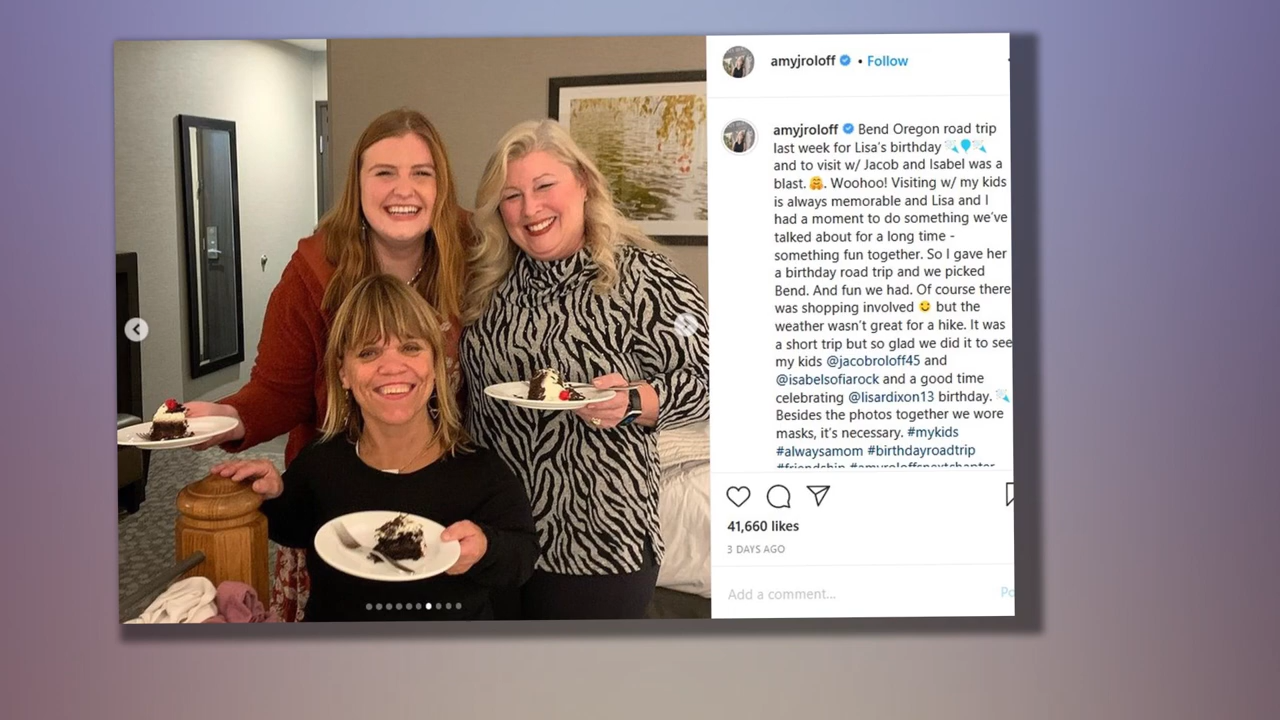 amyjroloff • Follow
amyjroloff Bend Oregon road trip
last week for Lisa's birthday
and to visit w/ Jacob and Isabel was a
blast. 🤗. Woohoo! Visiting w/ my kids
is always memorable and Lisa and I
had a moment to do something we've
talked about for a long time -
something fun together. So I gave her
a birthday road trip and we picked
Bend. And fun we had. Of course there
was shopping involved 😃 but the
weather wasn't great for a hike. It was
a short trip but so glad we did it to see
my kids @jacobroloff45 and
@isabelsofiarock and a good time
celebrating @lisardixon13 birthday.
Besides the photos together we wore
masks, it's necessary. #mykids
#alwaysamom #birthdayroadtrip
#friendship #amyroloffsnextchapter
41,660 likes
3 DAYS AGO
Add a comment...